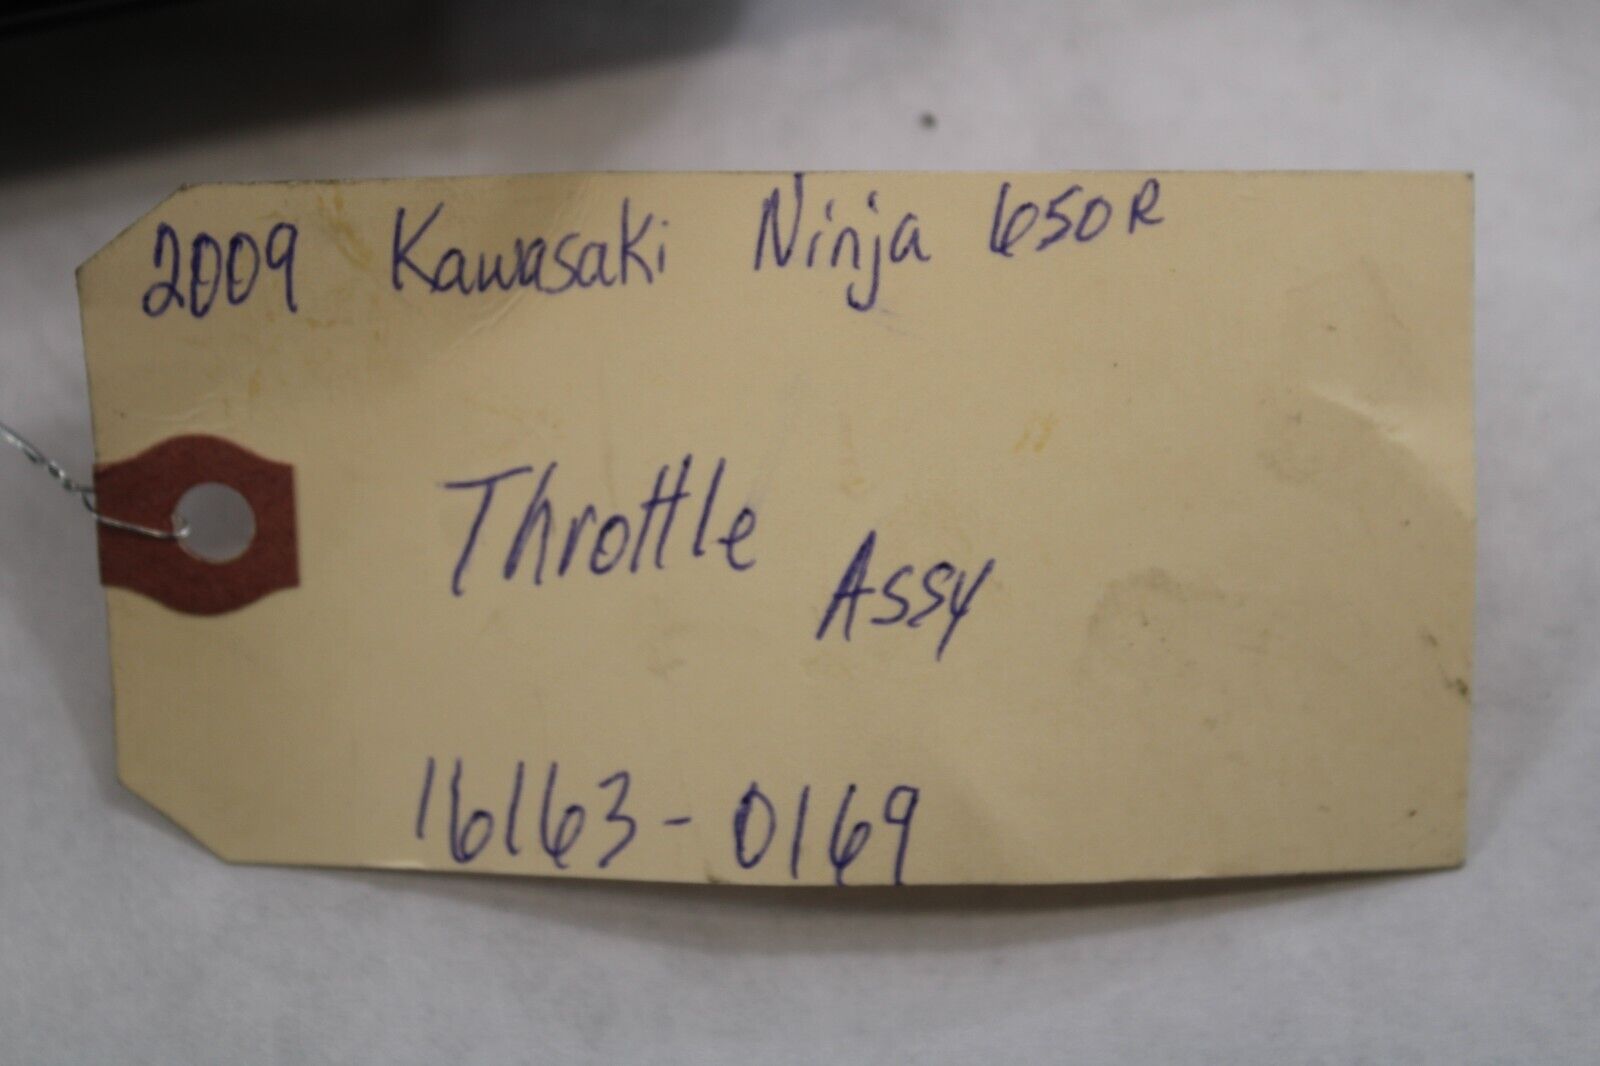 2009 Kawasaki Ninja 650R
Throttle Assy
16163-0169